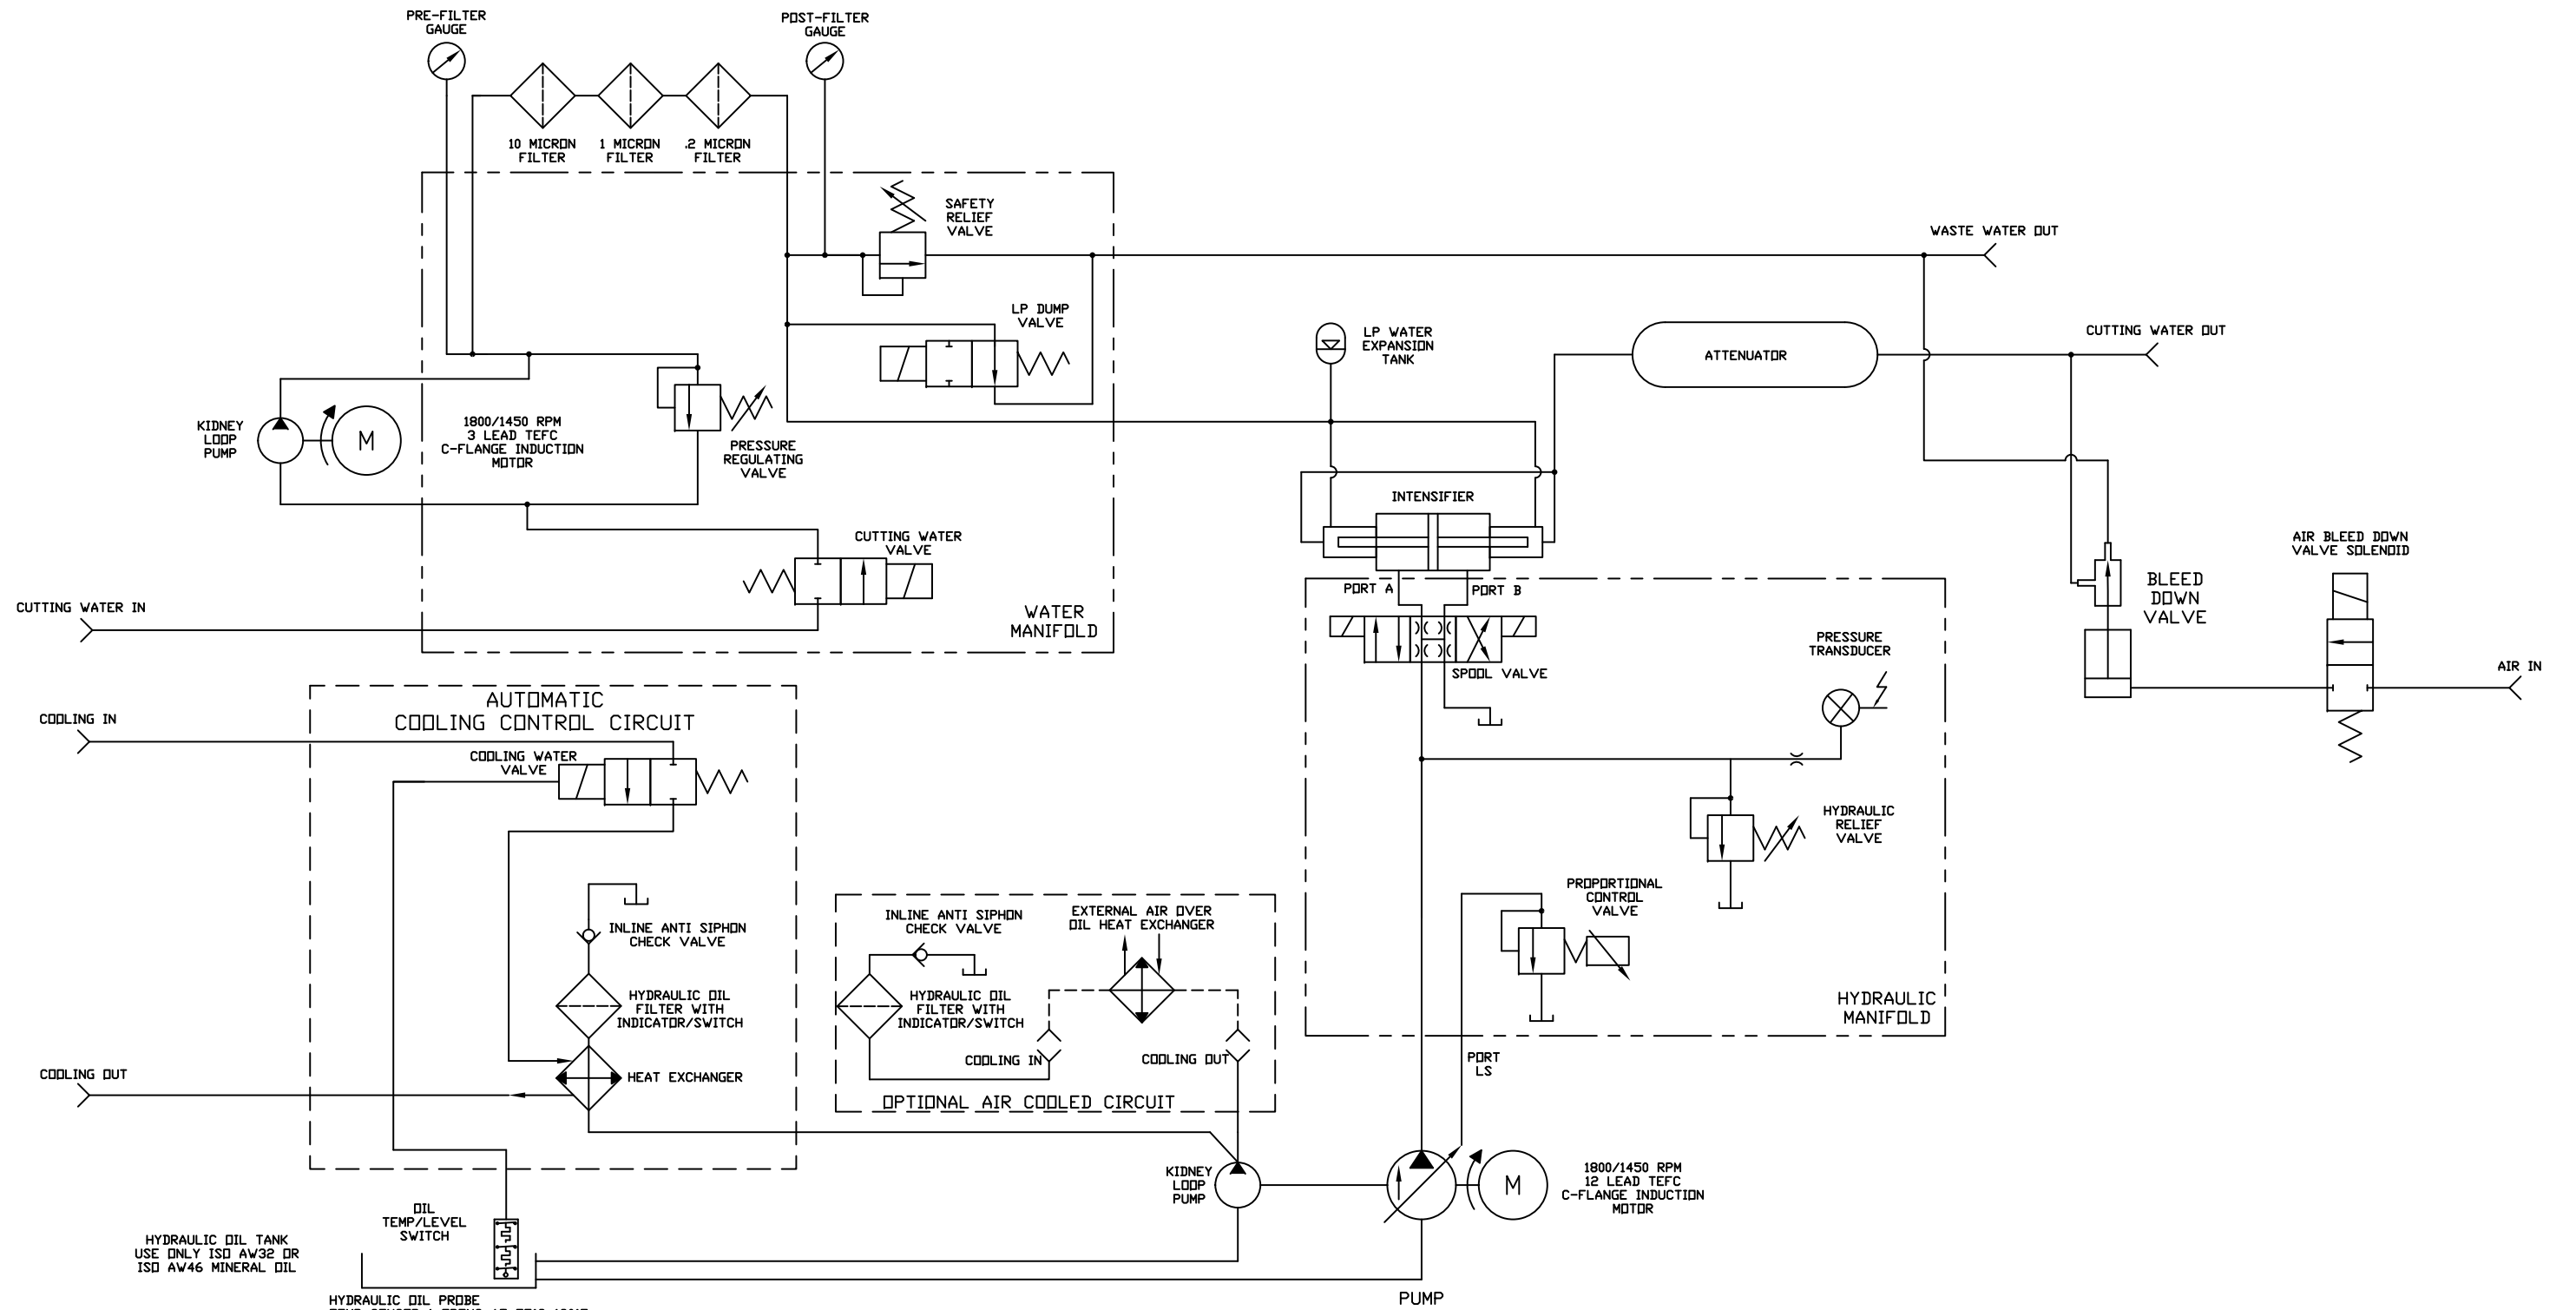 PRE-FILTER
GAUGE
POST-FILTER
GAUGE
10 MICRON
FILTER
1 MICRON
FILTER
.2 MICRON
FILTER
SAFETY
RELIEF
VALVE
WASTE WATER OUT
LP DUMP
VALVE
LP WATER
EXPANSION
TANK
ATTENUATOR
CUTTING WATER OUT
KIDNEY
LOOP
PUMP
M
1800/1450 RPM
3 LEAD TEFC
C-FLANGE INDUCTION
MOTOR
PRESSURE
REGULATING
VALVE
INTENSIFIER
CUTTING WATER
VALVE
AIR BLEED DOWN
VALVE SOLENOID
PORT A
PORT B
BLEED
DOWN
VALVE
CUTTING WATER IN
WATER
MANIFOLD
SPOOL VALVE
PRESSURE
TRANSDUCER
AIR IN
AUTOMATIC
COOLING CONTROL CIRCUIT
COOLING IN
COOLING WATER
VALVE
HYDRAULIC
RELIEF
VALVE
PROPORTIONAL
CONTROL
VALVE
INLINE ANTI SIPHON
CHECK VALVE
INLINE ANTI SIPHON
CHECK VALVE
EXTERNAL AIR OVER
OIL HEAT EXCHANGER
HYDRAULIC OIL
FILTER WITH
INDICATOR/SWITCH
HYDRAULIC OIL
FILTER WITH
INDICATOR/SWITCH
HYDRAULIC
MANIFOLD
COOLING IN
COOLING OUT
PORT
LS
COOLING OUT
HEAT EXCHANGER
OPTIONAL AIR COOLED CIRCUIT
KIDNEY
LOOP
PUMP
M
1800/1450 RPM
12 LEAD TEFC
C-FLANGE INDUCTION
MOTOR
OIL
TEMP/LEVEL
SWITCH
HYDRAULIC OIL TANK
USE ONLY ISO AW32 OR
ISO AW46 MINERAL OIL
HYDRAULIC OIL PROBE
PUMP